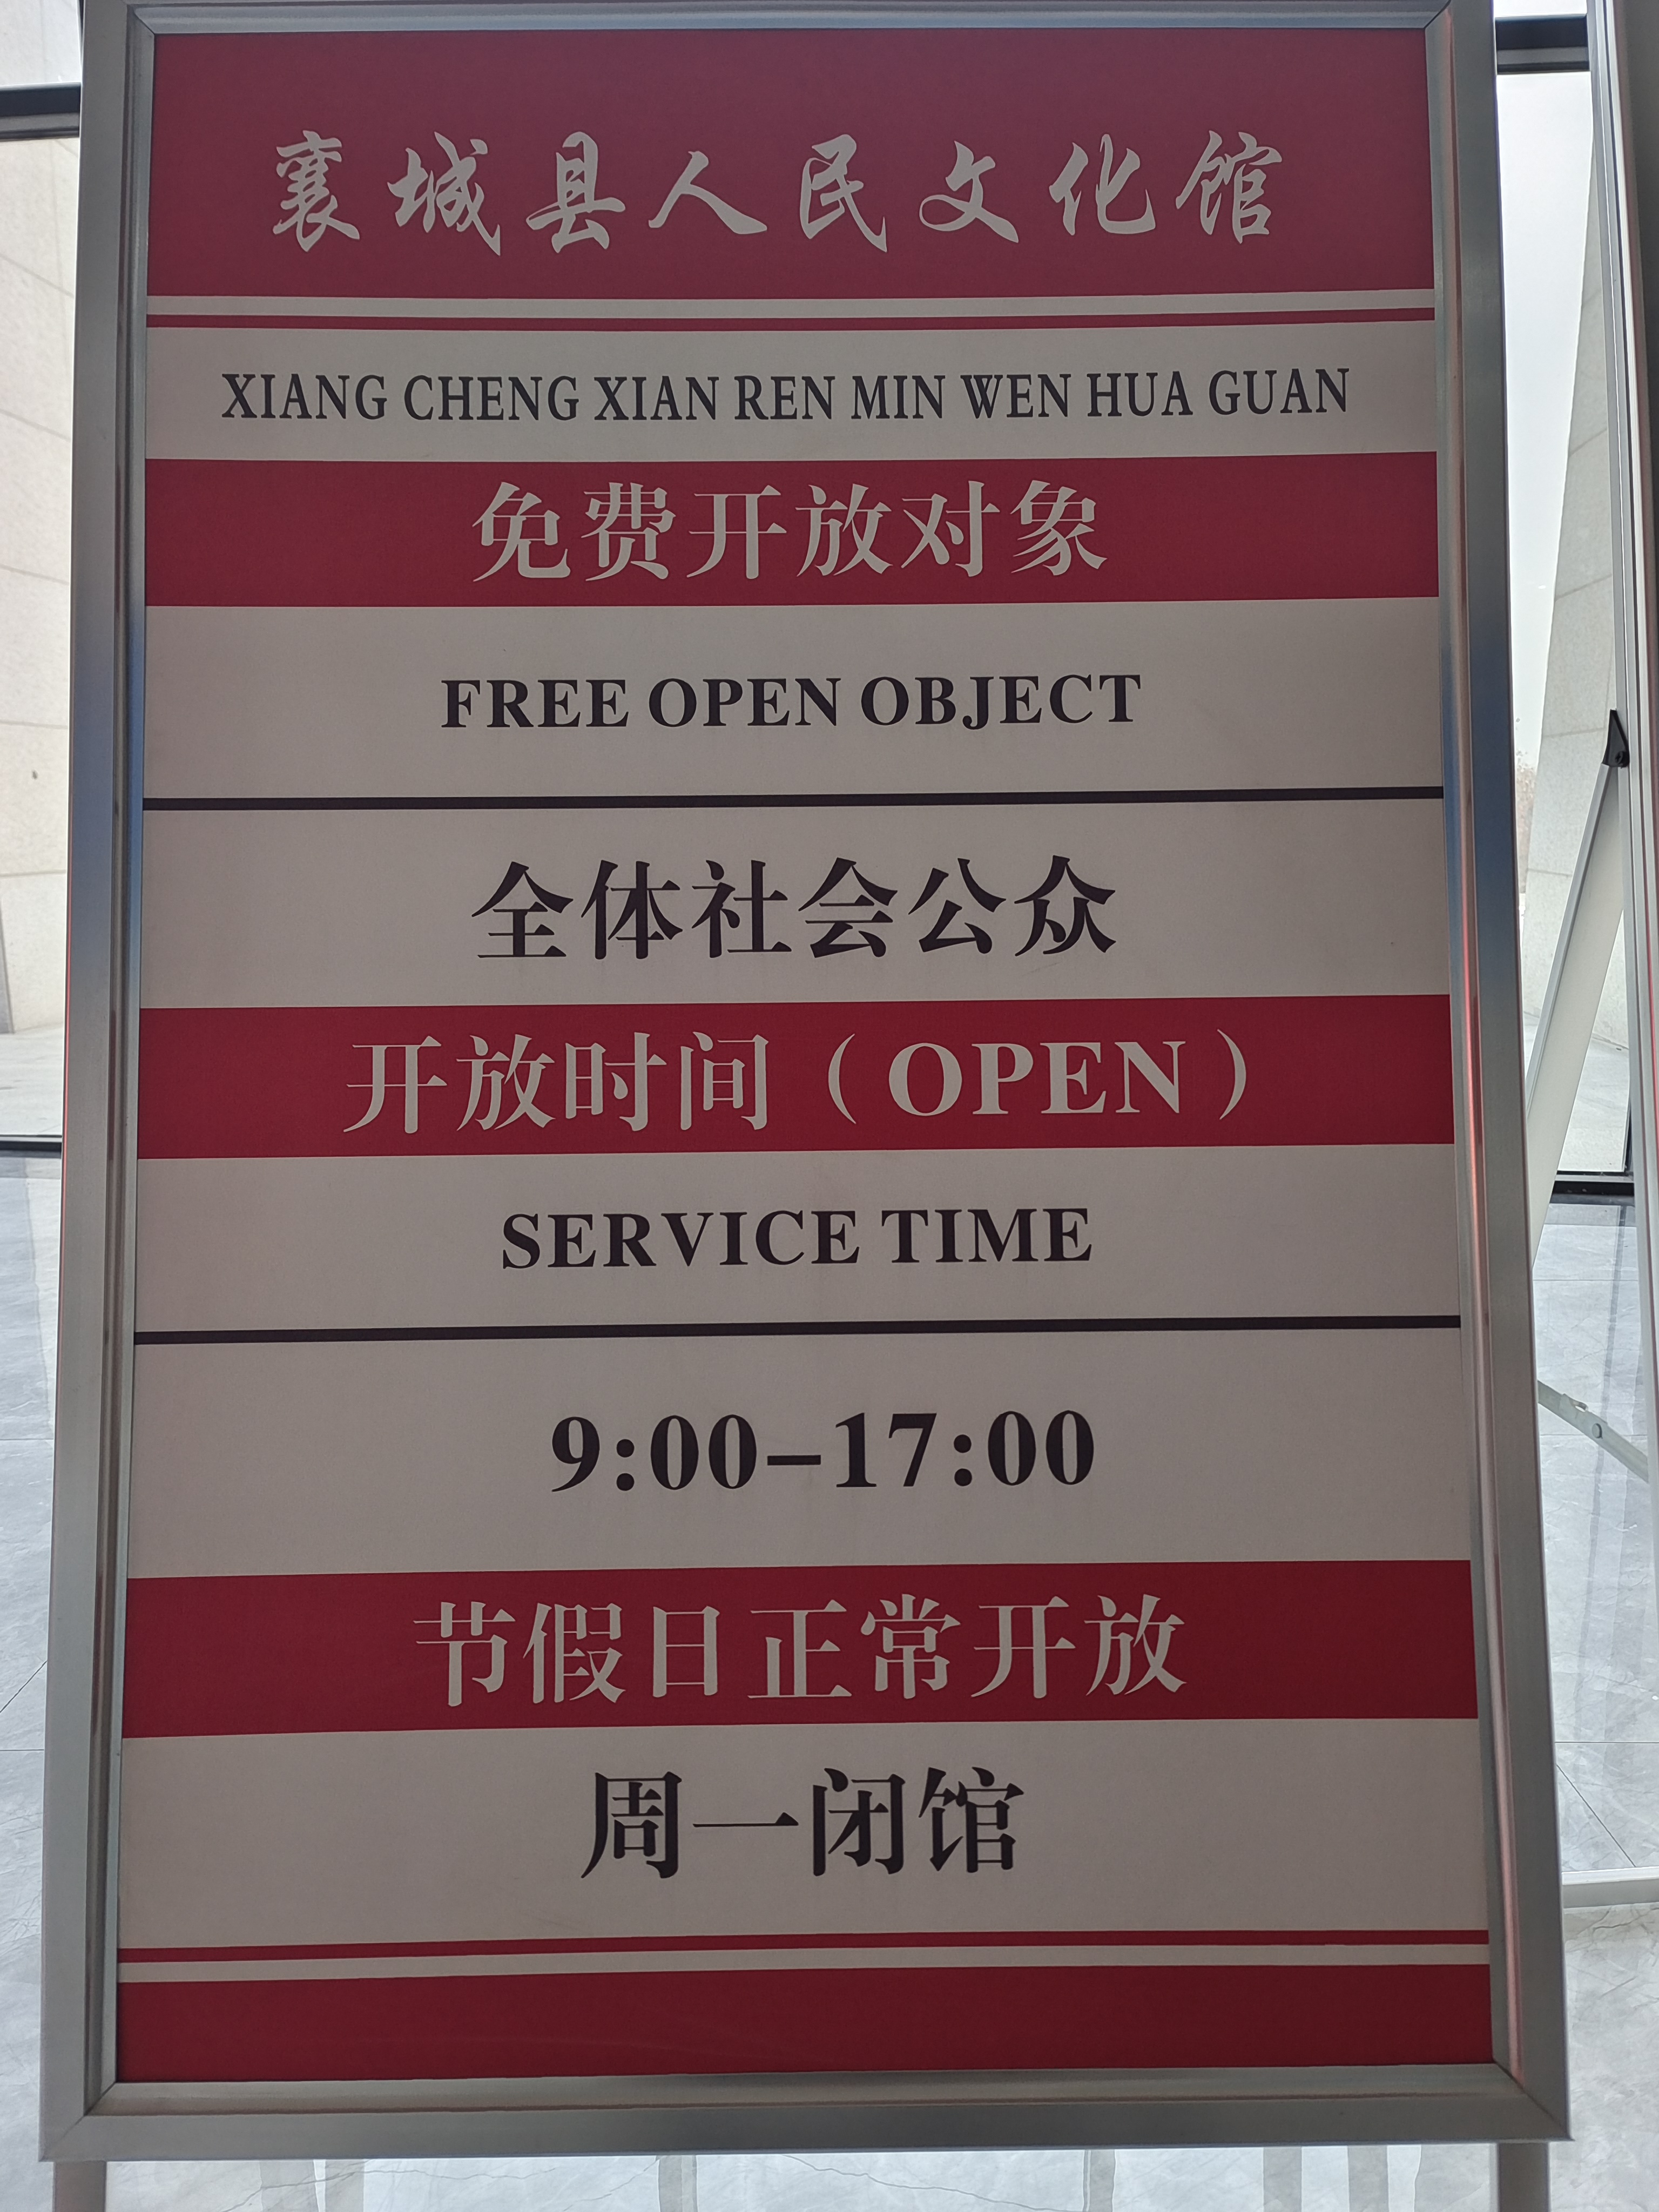 襄城县人民文化馆
XIANG CHENG XIAN REN MIN WEN HUA GUAN
免费开放对象
FREE OPEN OBJECT
全体社会公众
开放时间（OPEN）
SERVICE TIME
9:00-17:00
节假日正常开放
周一闭馆